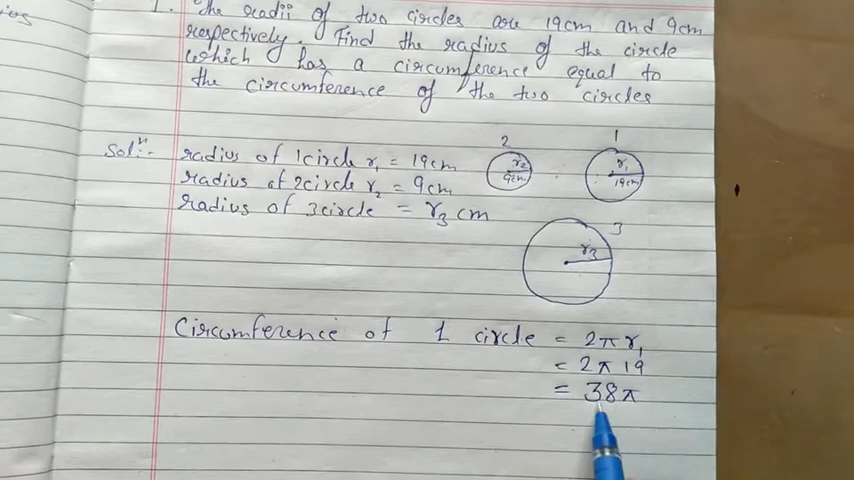 1. The radii of two circles are 19cm and 9cm
respectively. Find the radius of the circle
which has a circumference equal to
the circumference of the two circles
Solⁿ:- radius of 1circle r₁ = 19cm
radius of 2circle r₂ = 9cm
radius of 3circle = r₃ cm
2
r₂
9cm
1
r₁
19cm
3
r₃
Circumference of 1 circle = 2πr₁
= 2π19
= 38π